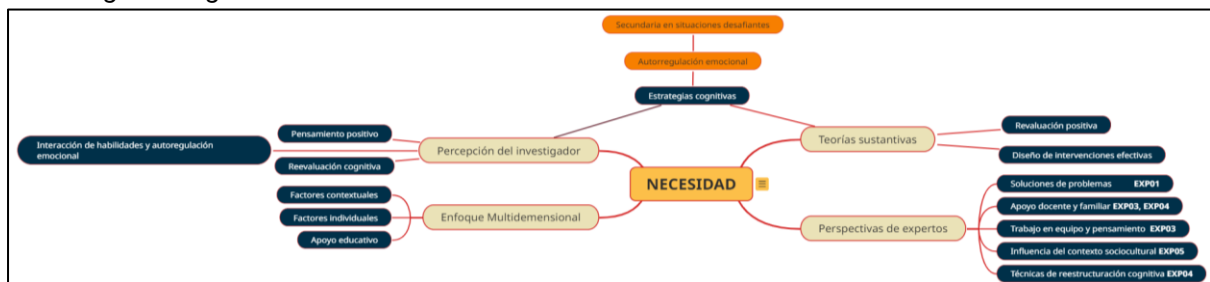 Secundaria en situaciones desafiantes
Autorregulación emocional
Estrategias cognitivas
Pensamiento positivo
Interacción de habilidades y autorregulación
emocional
Reevaluación cognitiva
Percepción del investigador
Factores contextuales
Factores individuales
Apoyo educativo
Enfoque Multidemensional
NECESIDAD
Teorías sustantivas
Revaluación positiva
Diseño de intervenciones efectivas
Perspectivas de expertos
Soluciones de problemas EXP01
Apoyo docente y familiar EXP03, EXP04
Trabajo en equipo y pensamiento EXP03
Influencia del contexto sociocultural EXP05
Técnicas de reestructuración cognitiva EXP04